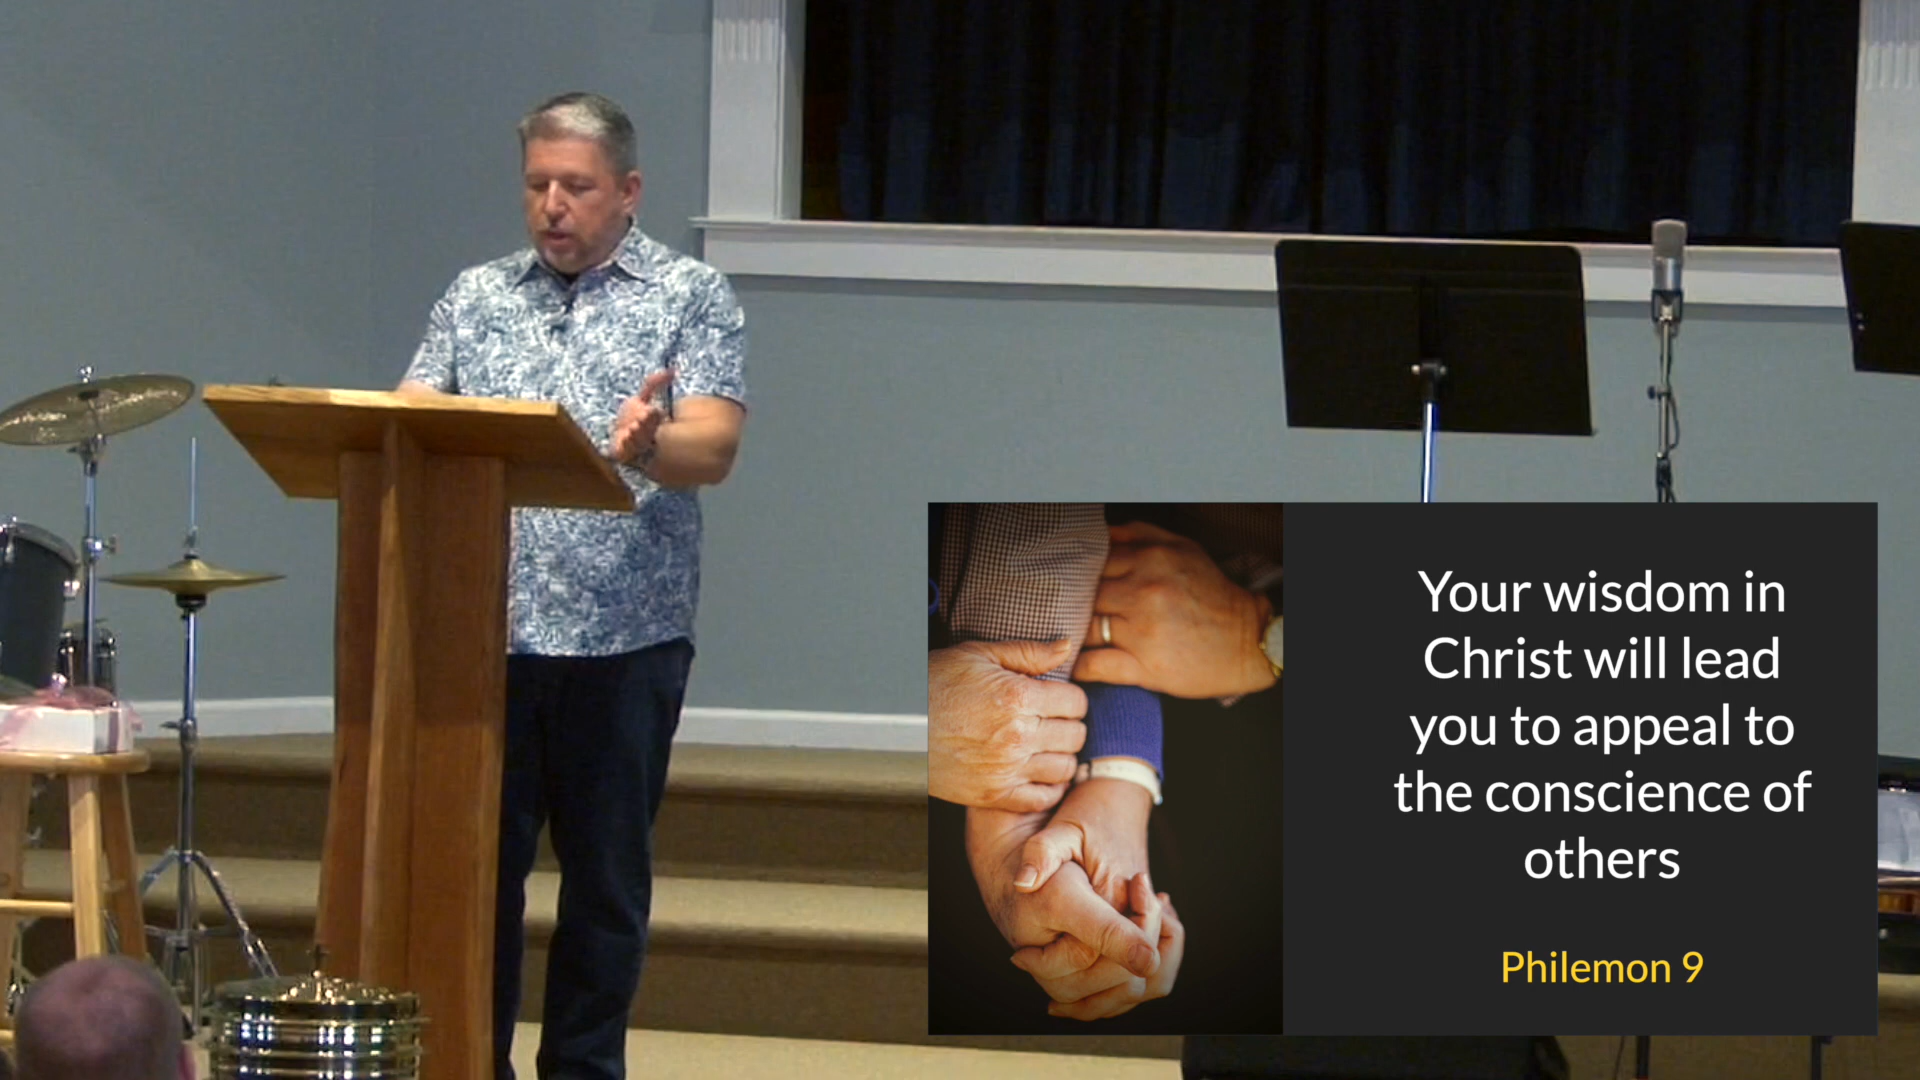 Your wisdom in
Christ will lead
you to appeal to
the conscience of
others
Philemon 9